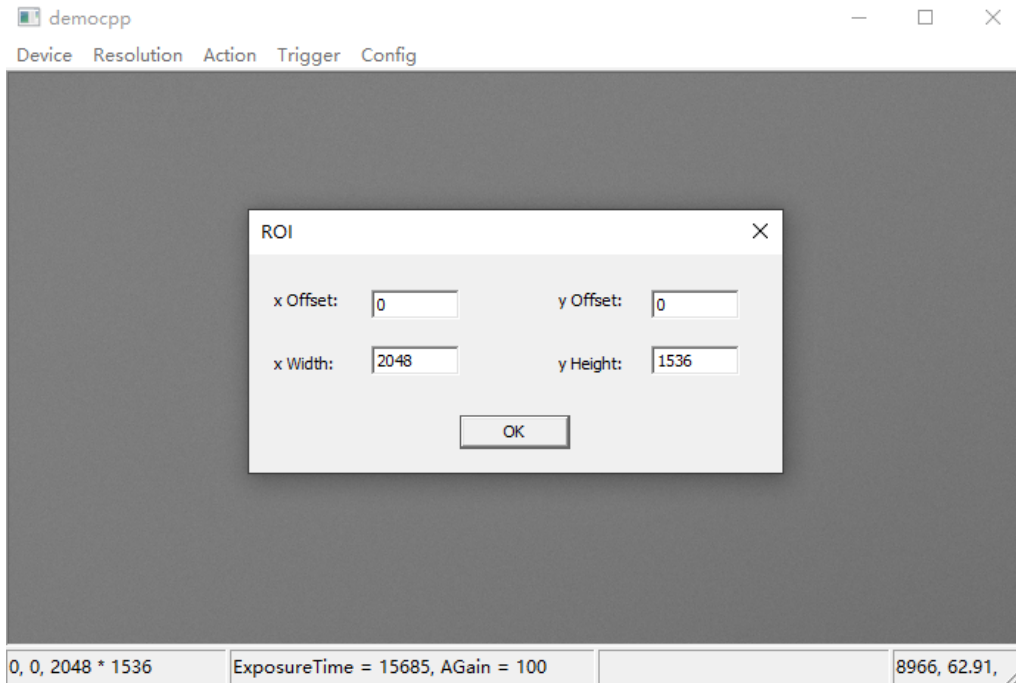 democpp
Device Resolution Action Trigger Config
ROI
x Offset: 0 y Offset: 0
x Width: 2048 y Height: 1536
OK
0, 0, 2048 * 1536 ExposureTime = 15685, AGain = 100 8966, 62.91,